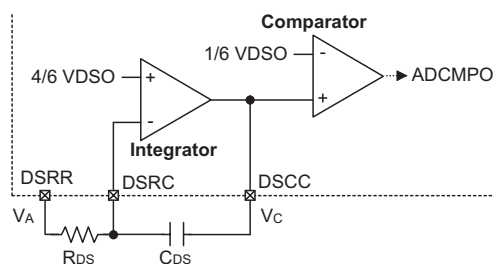 Comparator
1/6 VDSO
-
+
ADCMPO
4/6 VDSO
+
-
Integrator
DSRR
DSRC
DSCC
VA
VC
RDS
CDS